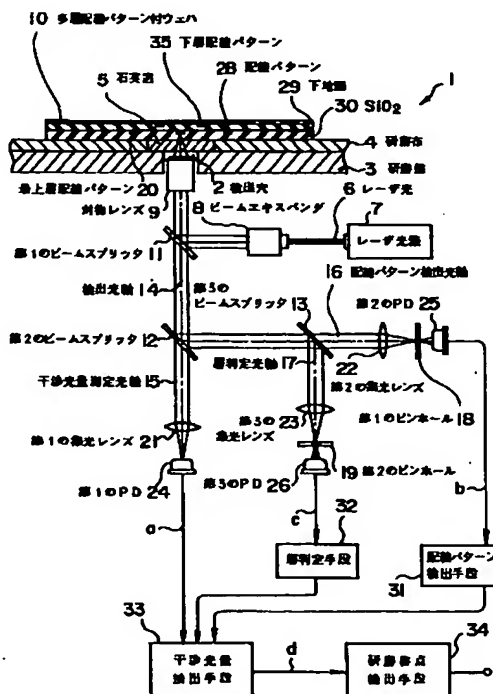 10 多層配線パターン付ウェハ
35 下層配線パターン
5 石英窓
28 配線パターン
29 下地層
30 SiO2
1
4 研磨布
3 研磨盤
最上層配線パターン 20
2 検出穴
対物レンズ 9
8 ビームエキスパンダ
6 レーザ光
7
レーザ光源
第1のビームスプリッタ 11
検出光軸 14
第3のビームスプリッタ 13
16 配線パターン検出光軸
第2のPD 25
第2のビームスプリッタ 12
層判定光軸 17
22
第2の集光レンズ
18
第1のピンホール
干渉光量測定光軸 15
第1の集光レンズ 21
23
第3の集光レンズ
19 第2のピンホール
第1のPD 24
第3のPD 26
a
c
b
32
層判定手段
配線パターン検出手段
31
33
干渉光量検出手段
d
34
研磨終点検出手段